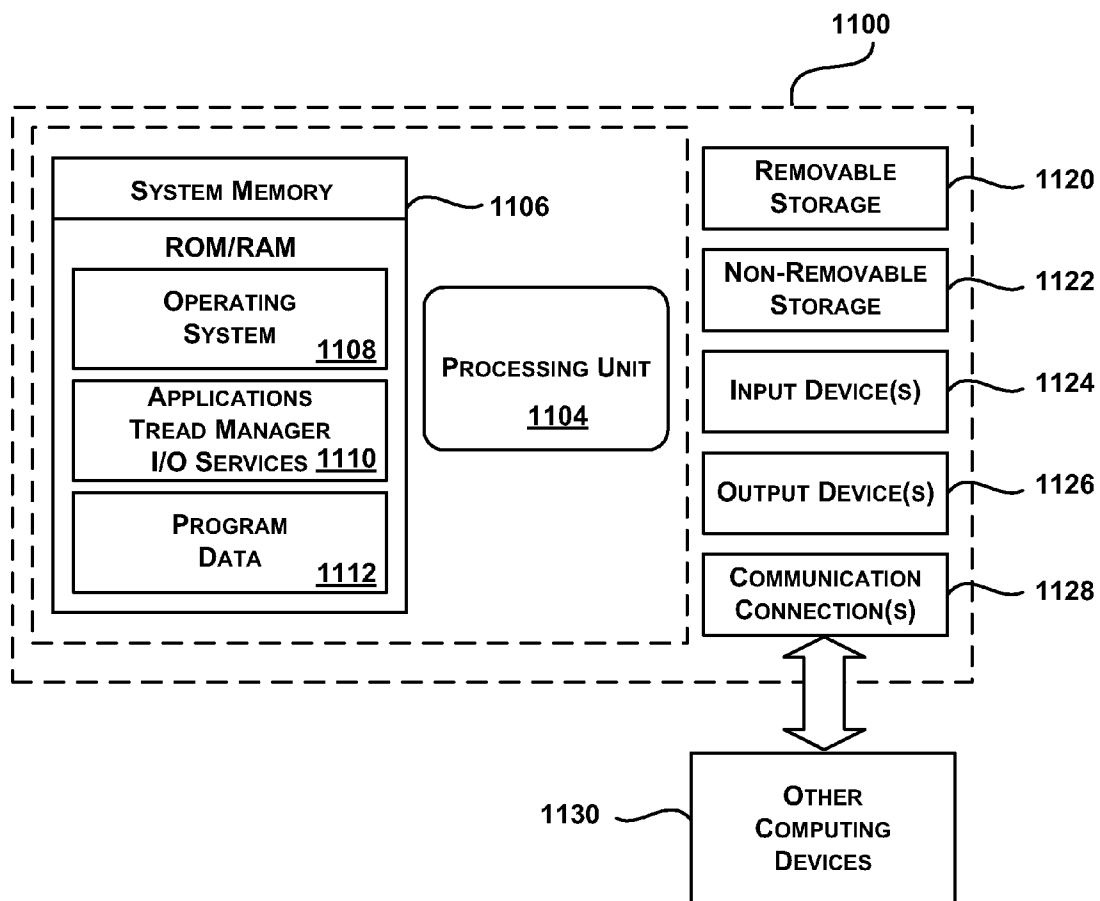 1100
SYSTEM MEMORY
1106
ROM/RAM
OPERATING
SYSTEM
1108
APPLICATIONS
TREAD MANAGER
I/O SERVICES 1110
PROGRAM
DATA
1112
PROCESSING UNIT
1104
REMOVABLE
STORAGE
1120
NON-REMOVABLE
STORAGE
1122
INPUT DEVICE(S)
1124
OUTPUT DEVICE(S)
1126
COMMUNICATION
CONNECTION(S)
1128
1130
OTHER
COMPUTING
DEVICES